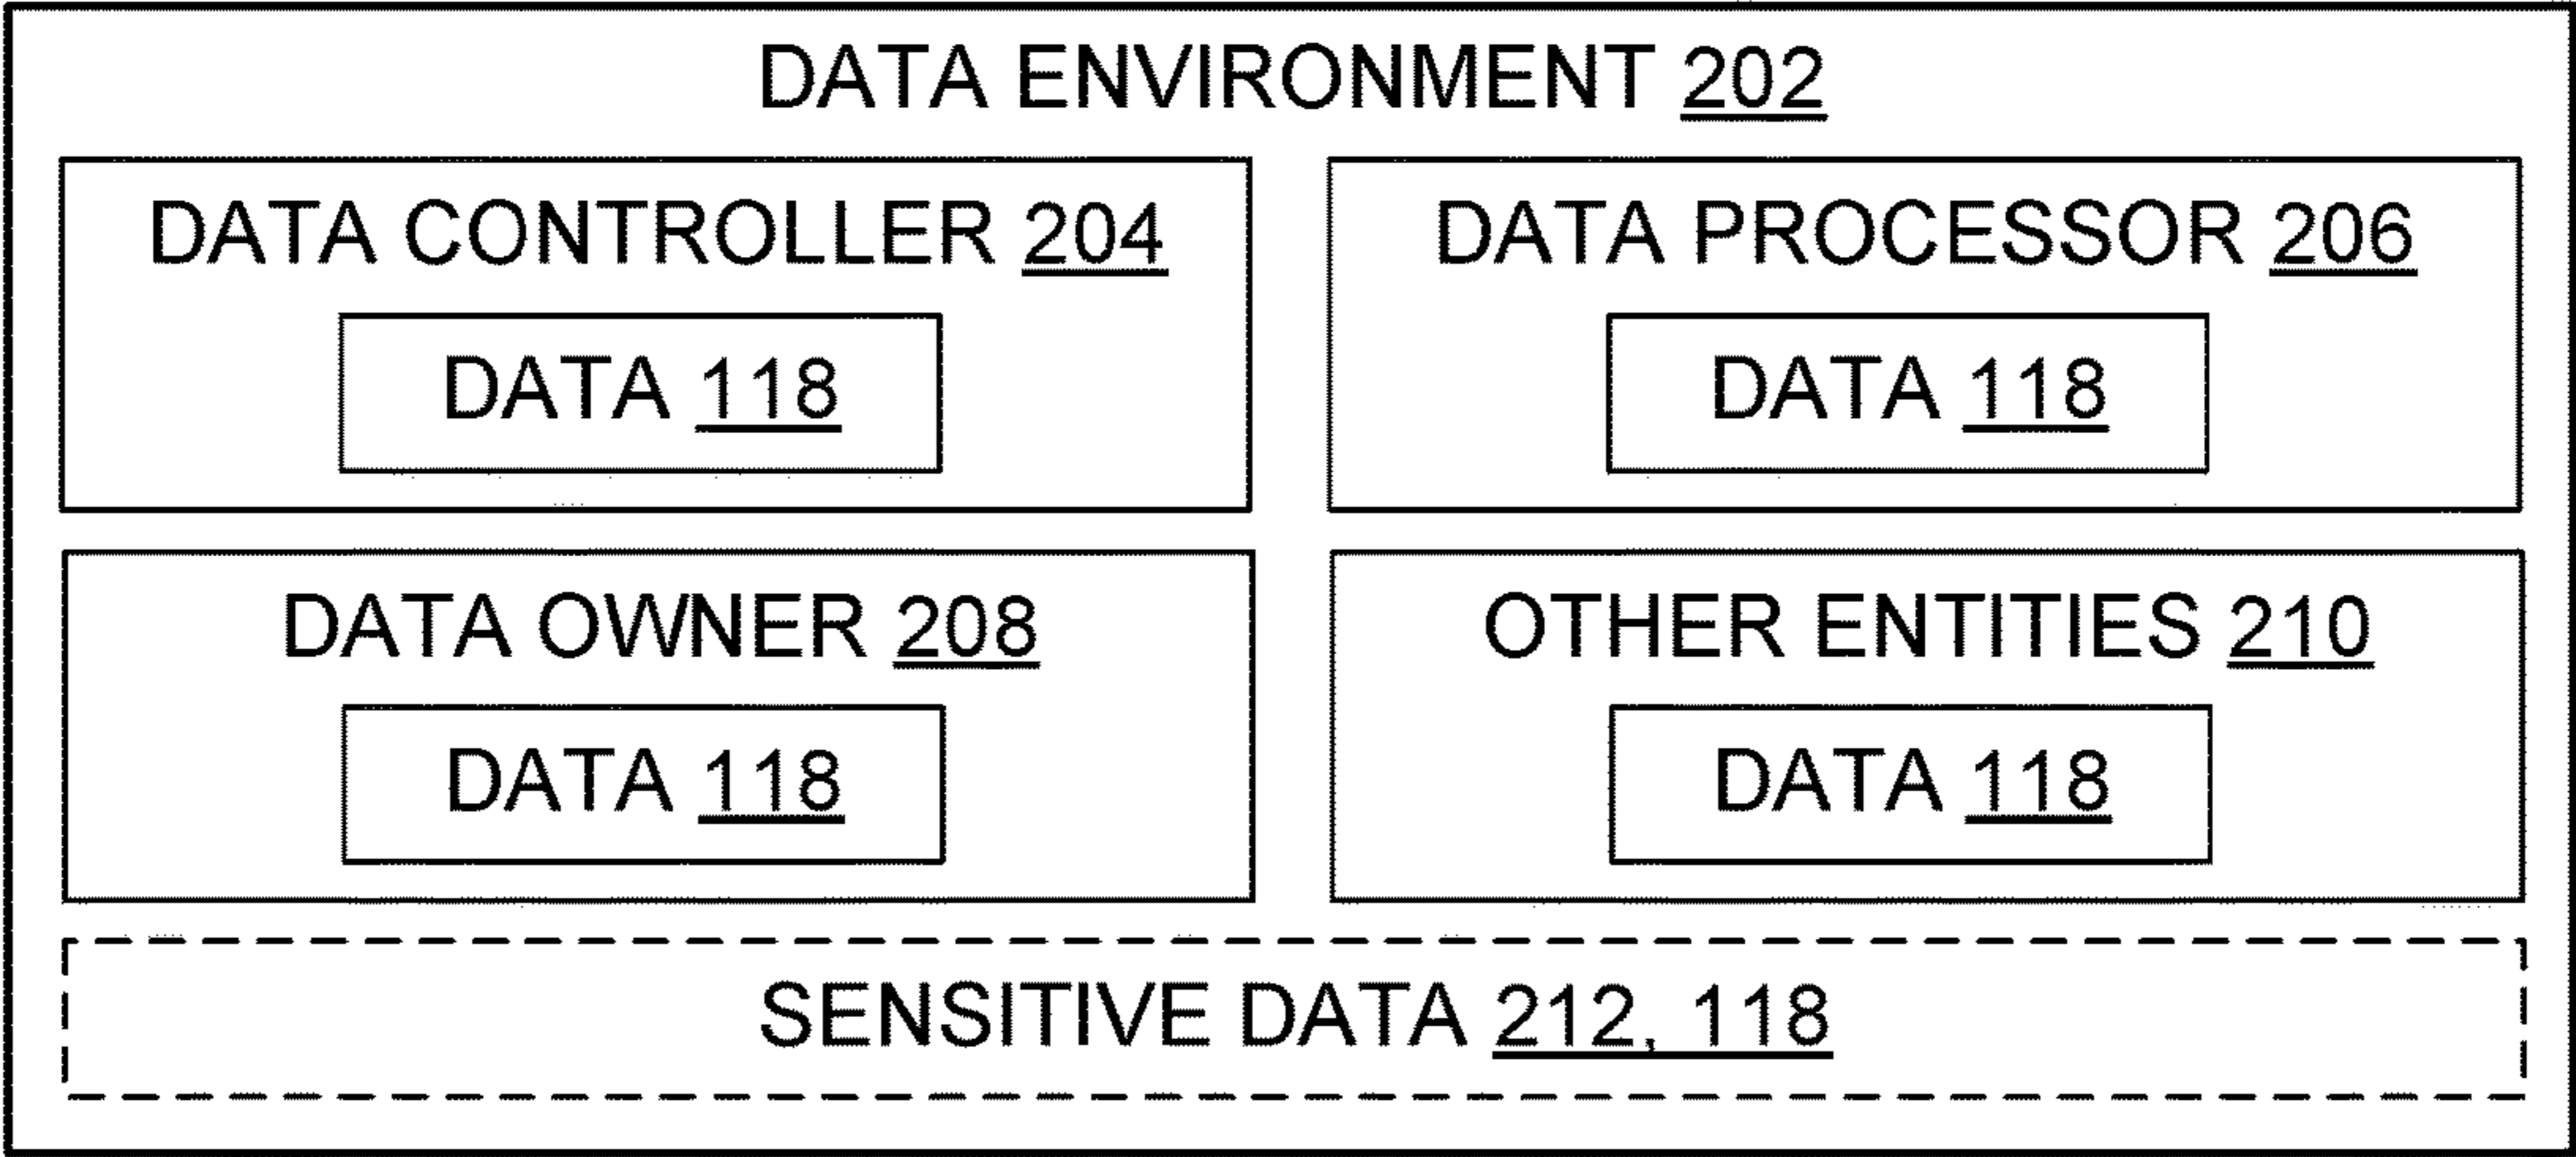 DATA ENVIRONMENT 202
DATA CONTROLLER 204
DATA 118
DATA PROCESSOR 206
DATA 118
DATA OWNER 208
DATA 118
OTHER ENTITIES 210
DATA 118
SENSITIVE DATA 212, 118